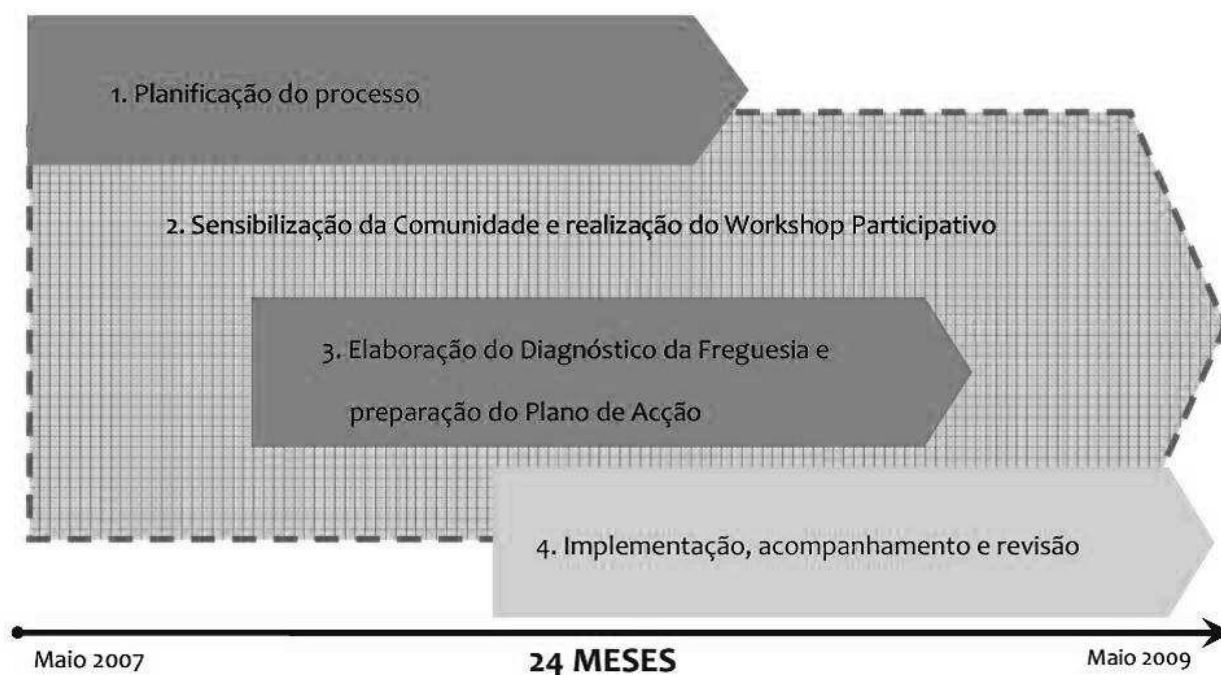 1. Planificação do processo
2. Sensibilização da Comunidade e realização do Workshop Participativo
3. Elaboração do Diagnóstico da Freguesia e
preparação do Plano de Acção
4. Implementação, acompanhamento e revisão
Maio 2007
24 MESES
Maio 2009